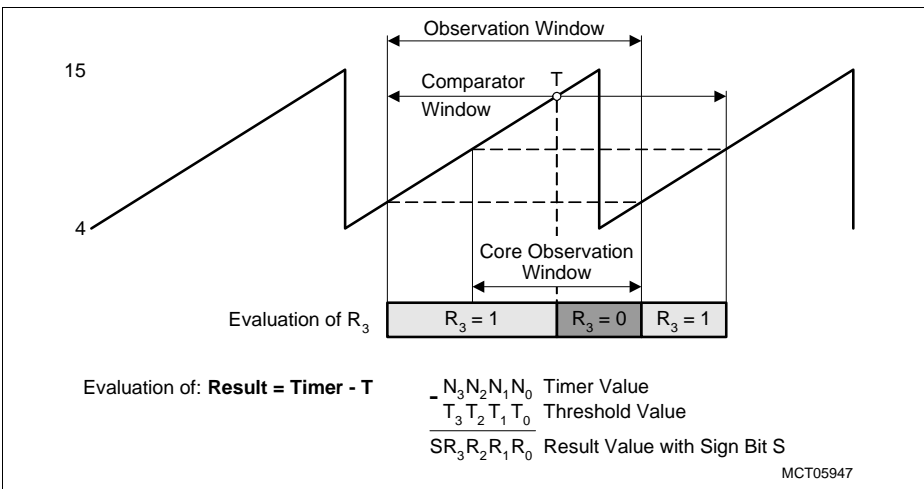 Observation Window
15
Comparator T
Window
4
Core Observation
Window
Evaluation of R₃ R₃ = 1 R₃ = 0 R₃ = 1
Evaluation of: Result = Timer - T - N₃N₂N₁N₀ Timer Value
T₃T₂T₁T₀ Threshold Value
SR₃R₂R₁R₀ Result Value with Sign Bit S
MCT05947